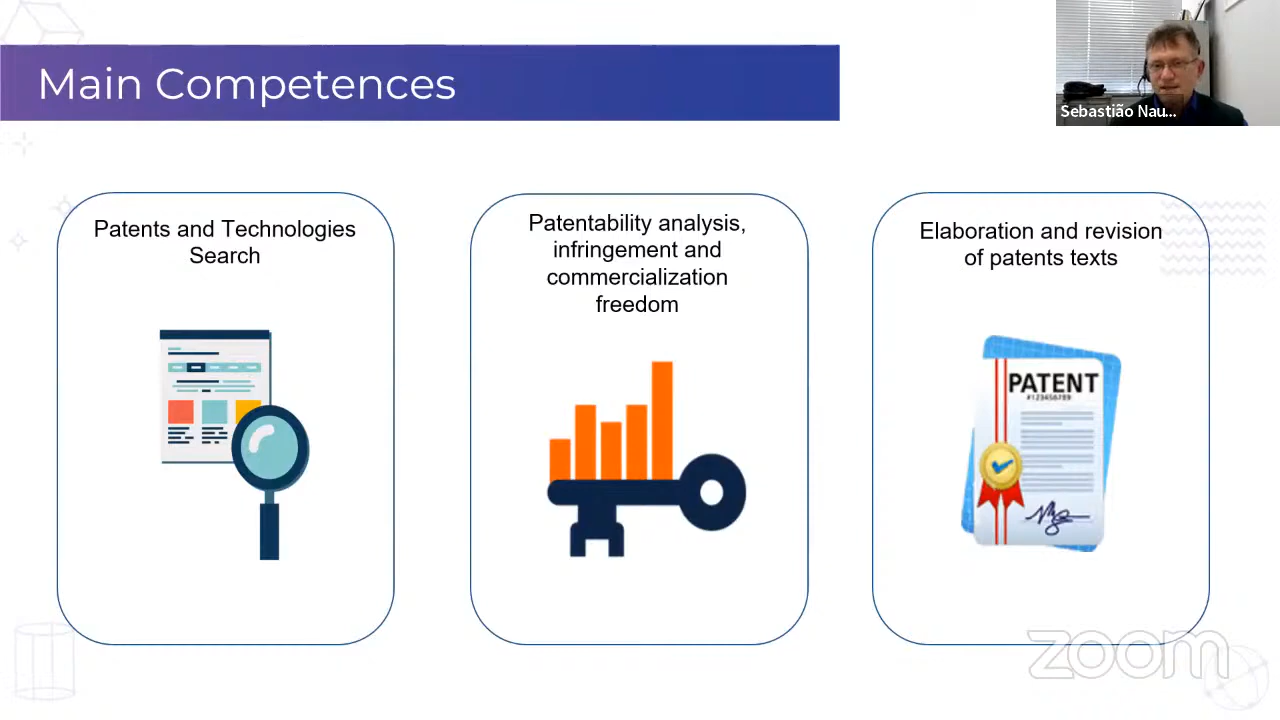 Main Competences
Sebastião Nau...
Patents and Technologies
Search
Patentability analysis,
infringement and
commercialization
freedom
Elaboration and revision
of patents texts
PATENT
#123456789
zoom